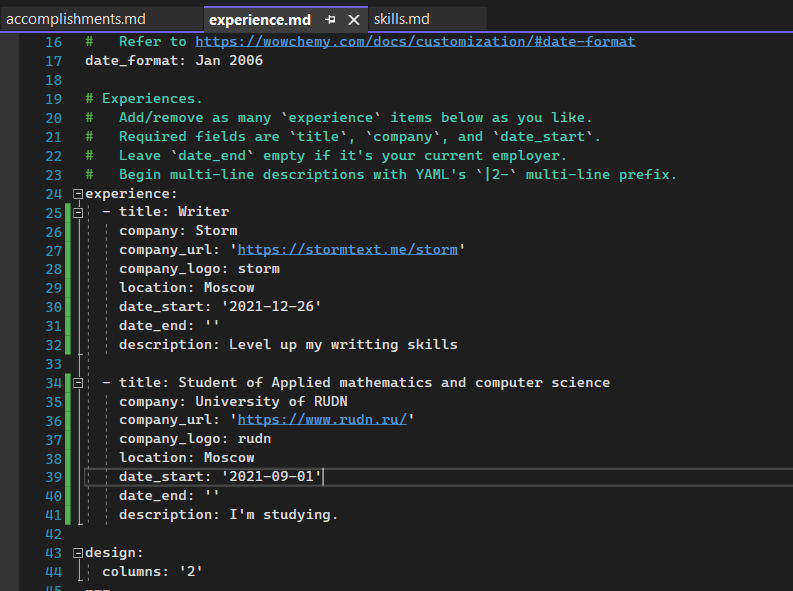 accomplishments.md experience.md skills.md
16 # Refer to https://wowchemy.com/docs/customization/#date-format
17 date_format: Jan 2006
18
19 # Experiences.
20 # Add/remove as many `experience` items below as you like.
21 # Required fields are `title`, `company`, and `date_start`.
22 # Leave `date_end` empty if it's your current employer.
23 # Begin multi-line descriptions with YAML's `|2-` multi-line prefix.
24 experience:
25 - title: Writer
26 company: Storm
27 company_url: 'https://stormtext.me/storm'
28 company_logo: storm
29 location: Moscow
30 date_start: '2021-12-26'
31 date_end: ''
32 description: Level up my writting skills
33
34 - title: Student of Applied mathematics and computer science
35 company: University of RUDN
36 company_url: 'https://www.rudn.ru/'
37 company_logo: rudn
38 location: Moscow
39 date_start: '2021-09-01'
40 date_end: ''
41 description: I'm studying.
42
43 design:
44 columns: '2'
45 ---